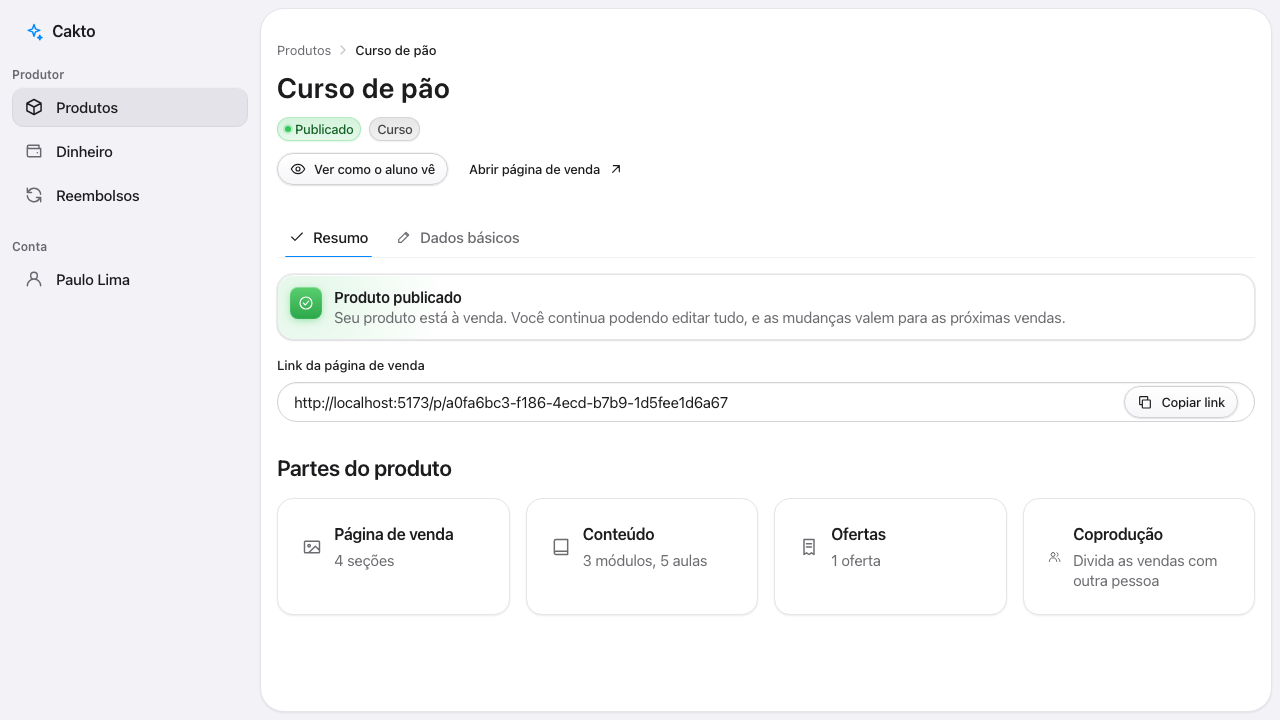 Cakto
Produtor
Produtos
Dinheiro
Reembolsos
Conta
Paulo Lima
Produtos
Curso de pão
Curso de pão
Publicado
Curso
Ver como o aluno vê
Abrir página de venda
Resumo
Dados básicos
Produto publicado
Seu produto está à venda. Você continua podendo editar tudo, e as mudanças valem para as próximas vendas.
Link da página de venda
http://localhost:5173/p/a0fa6bc3-f186-4ecd-b7b9-1d5fee1d6a67
Copiar link
Partes do produto
Página de venda
4 seções
Conteúdo
3 módulos, 5 aulas
Ofertas
1 oferta
Coprodução
Divida as vendas com
outra pessoa